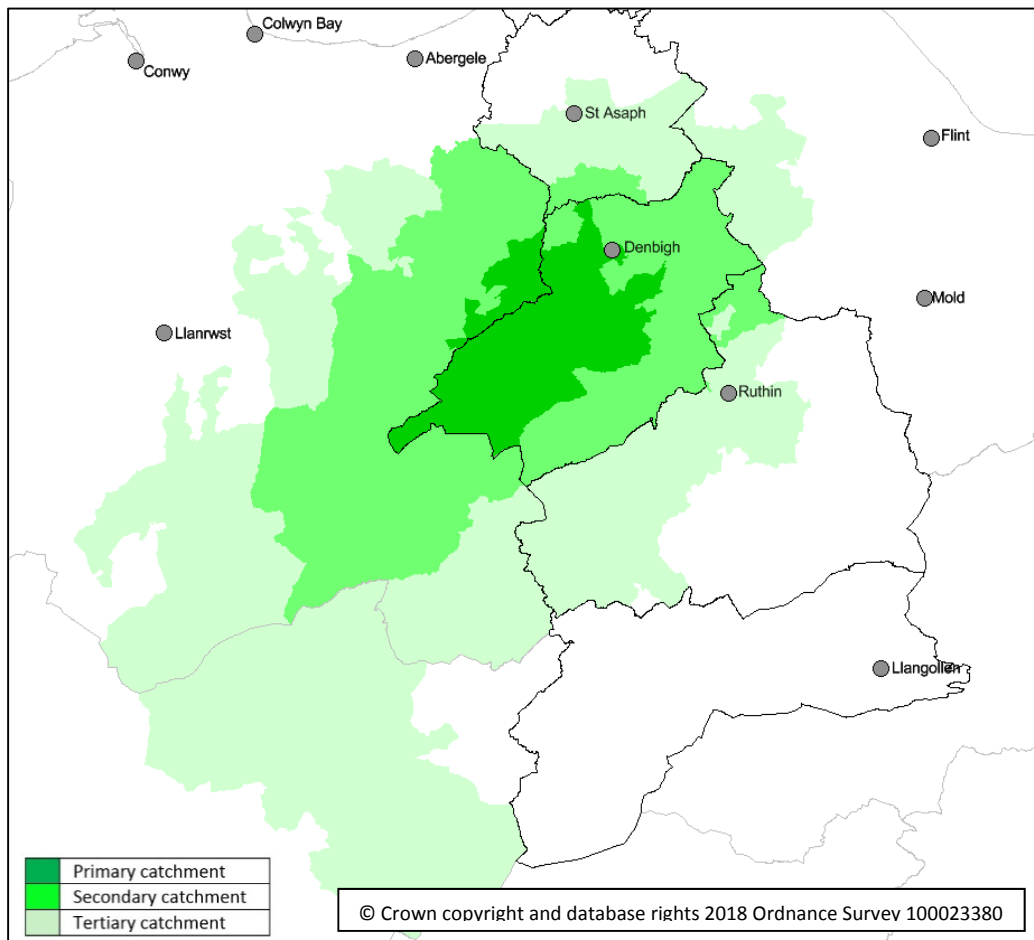 Colwyn Bay
Conwy
Abergele
St Asaph
Flint
Denbigh
Mold
Llanrwst
Ruthin
Llangollen
Primary catchment
Secondary catchment
Tertiary catchment
© Crown copyright and database rights 2018 Ordnance Survey 100023380